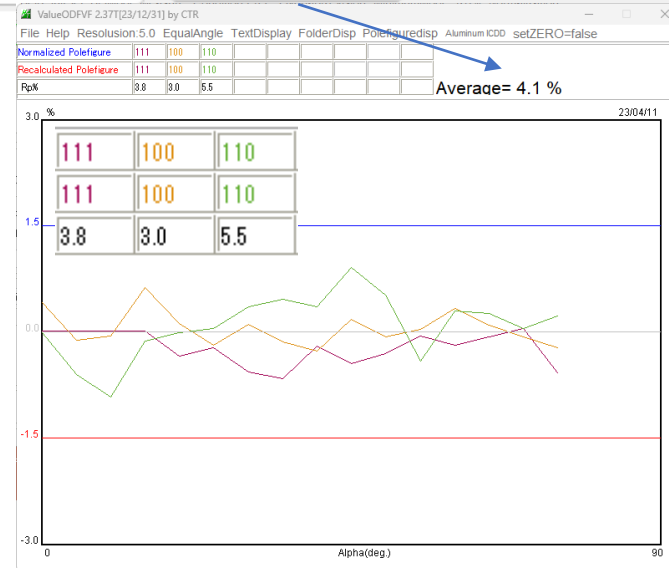 ValueODFVF 2.37T[23/12/31] by CTR
File Help Resolusion:5.0 EqualAngle TextDisplay FolderDisp Polefiguredisp Aluminum ICDD setZERO=false
Normalized Polefigure 111 100 110
Recalculated Polefigure 111 100 110
Rp% 3.8 3.0 5.5
Average= 4.1 %
23/04/11
%
3.0
111 100 110
111 100 110
3.8 3.0 5.5
1.5
0.0
-1.5
-3.0
0 Alpha(deg.) 90